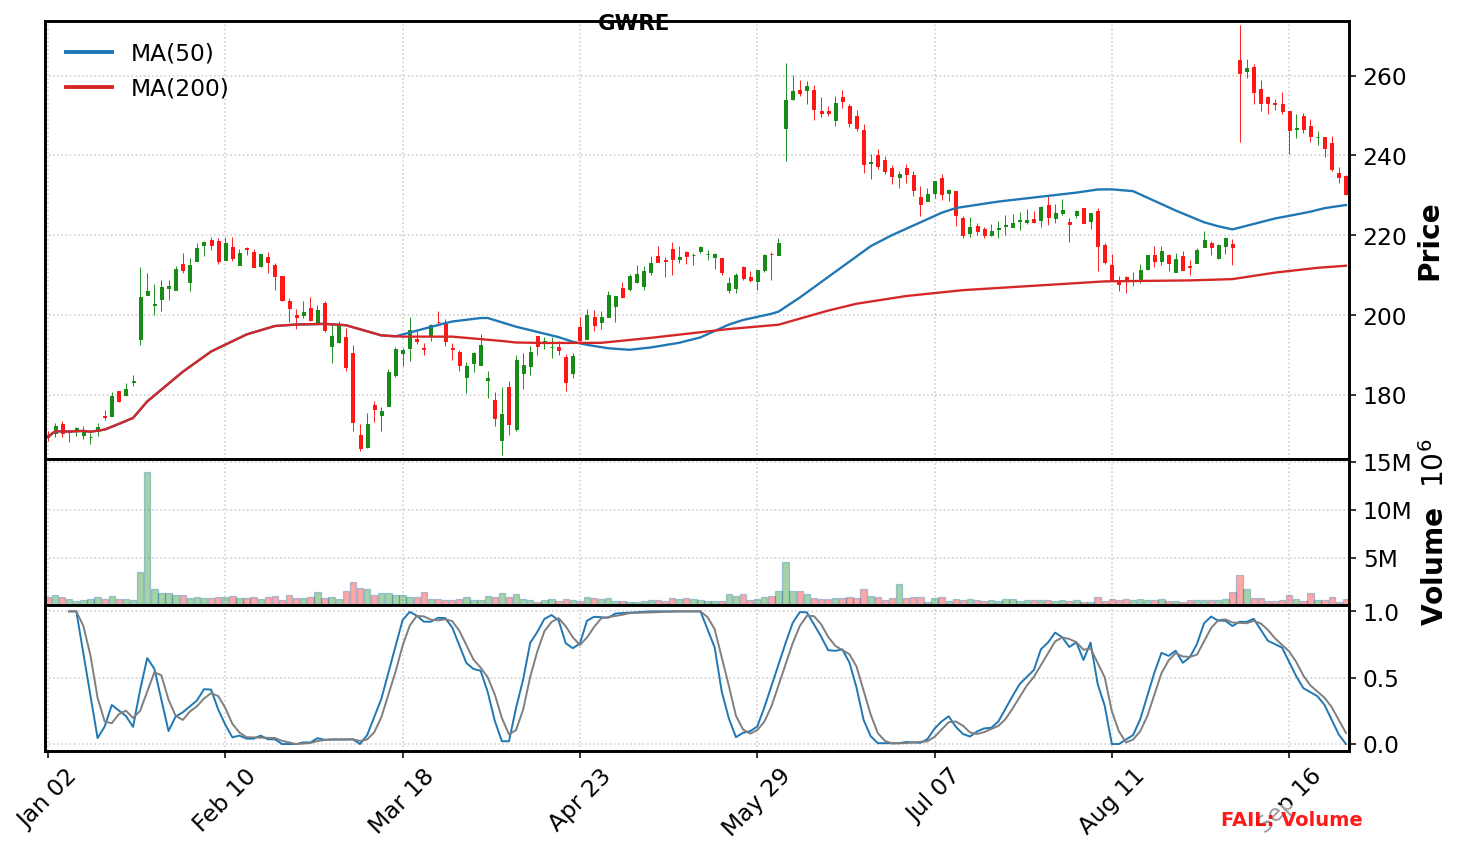 GWRE
MA(50)
MA(200)
260
240
220
200
180
Price
15M
10M
5M
Volume 10^6
1.0
0.5
0.0
Jan 02
Feb 10
Mar 18
Apr 23
May 29
Jul 07
Aug 11
Sep 16
FAIL: Volume